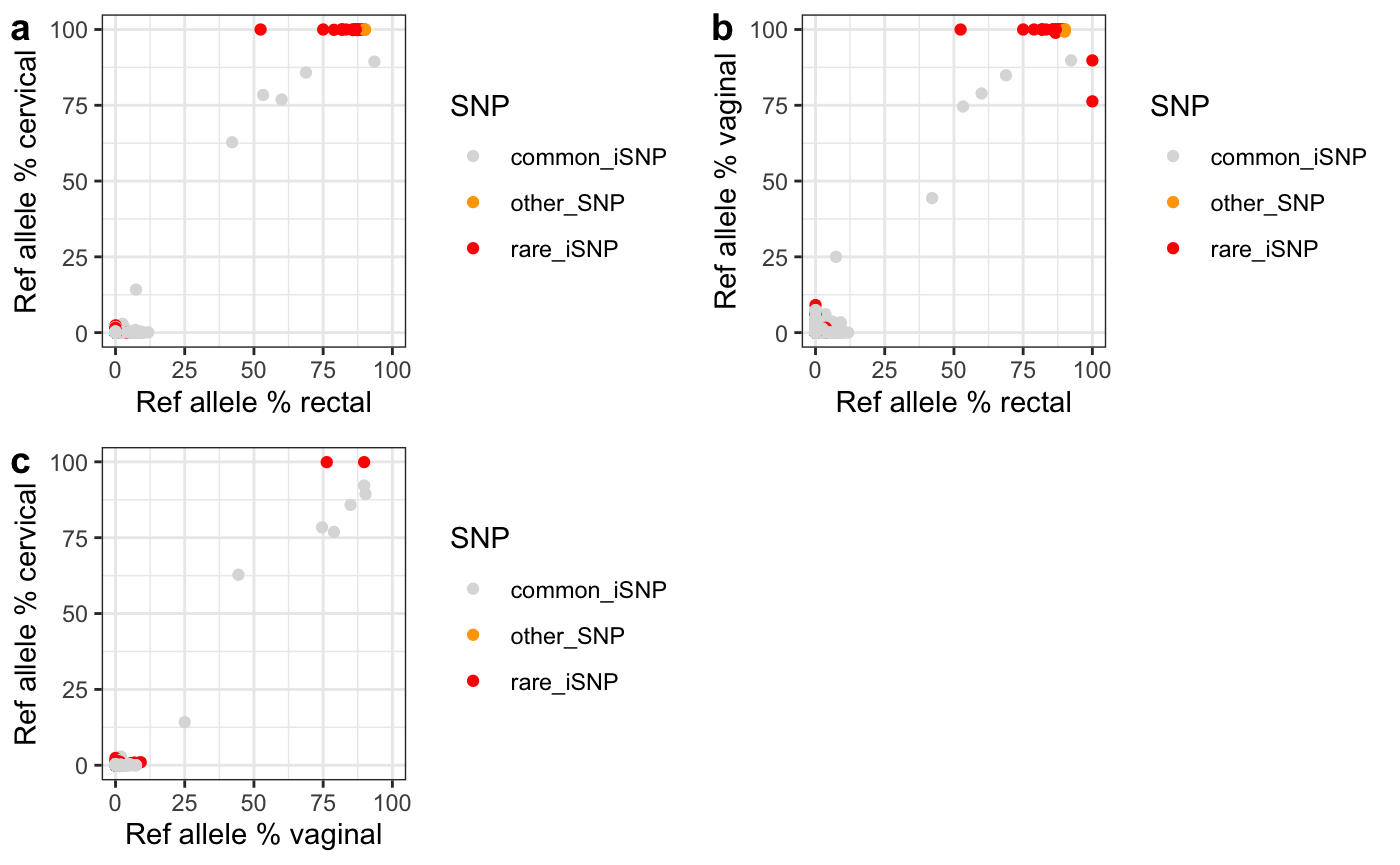 a
Ref allele % cervical
100
75
50
25
0
0 25 50 75 100
Ref allele % rectal
SNP
common_iSNP
other_SNP
rare_iSNP
b
Ref allele % vaginal
100
75
50
25
0
0 25 50 75 100
Ref allele % rectal
SNP
common_iSNP
other_SNP
rare_iSNP
c
Ref allele % cervical
100
75
50
25
0
0 25 50 75 100
Ref allele % vaginal
SNP
common_iSNP
other_SNP
rare_iSNP